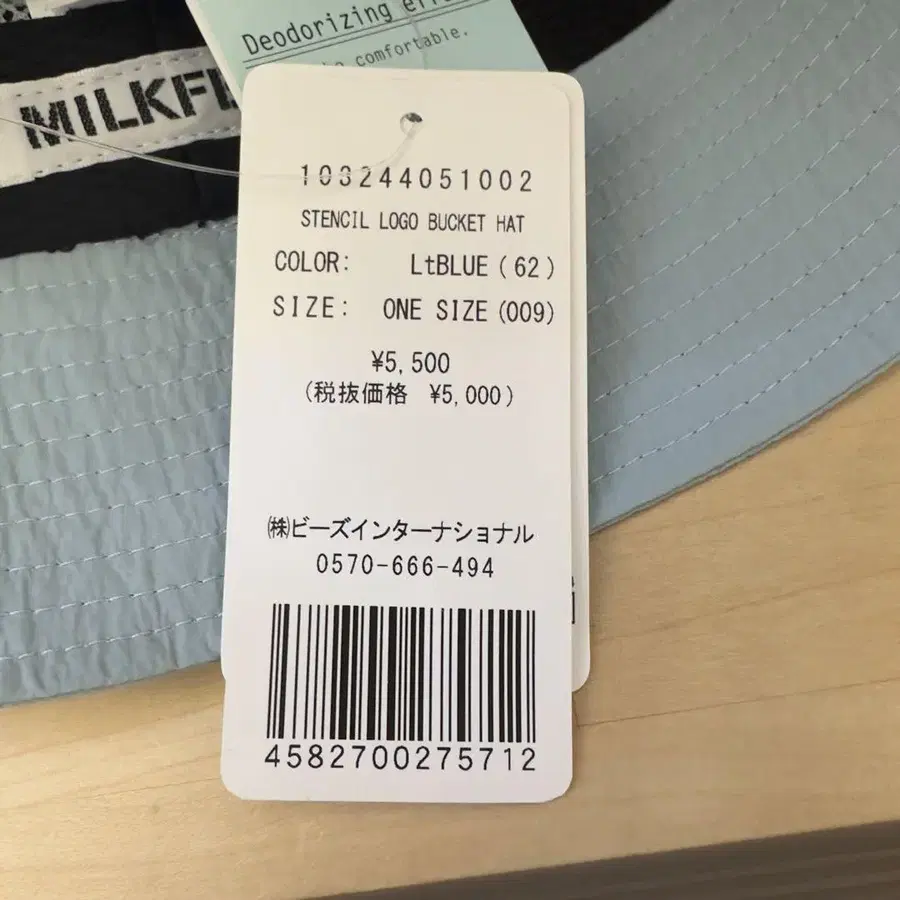 Deodorizing
comfortable.
MILKF
103244051002
STENCIL LOGO BUCKET HAT
COLOR: LtBLUE (62)
SIZE: ONE SIZE (009)
¥5,500
(税抜価格 ¥5,000)
㈱ビーズインターナショナル
0570-666-494
4582700275712